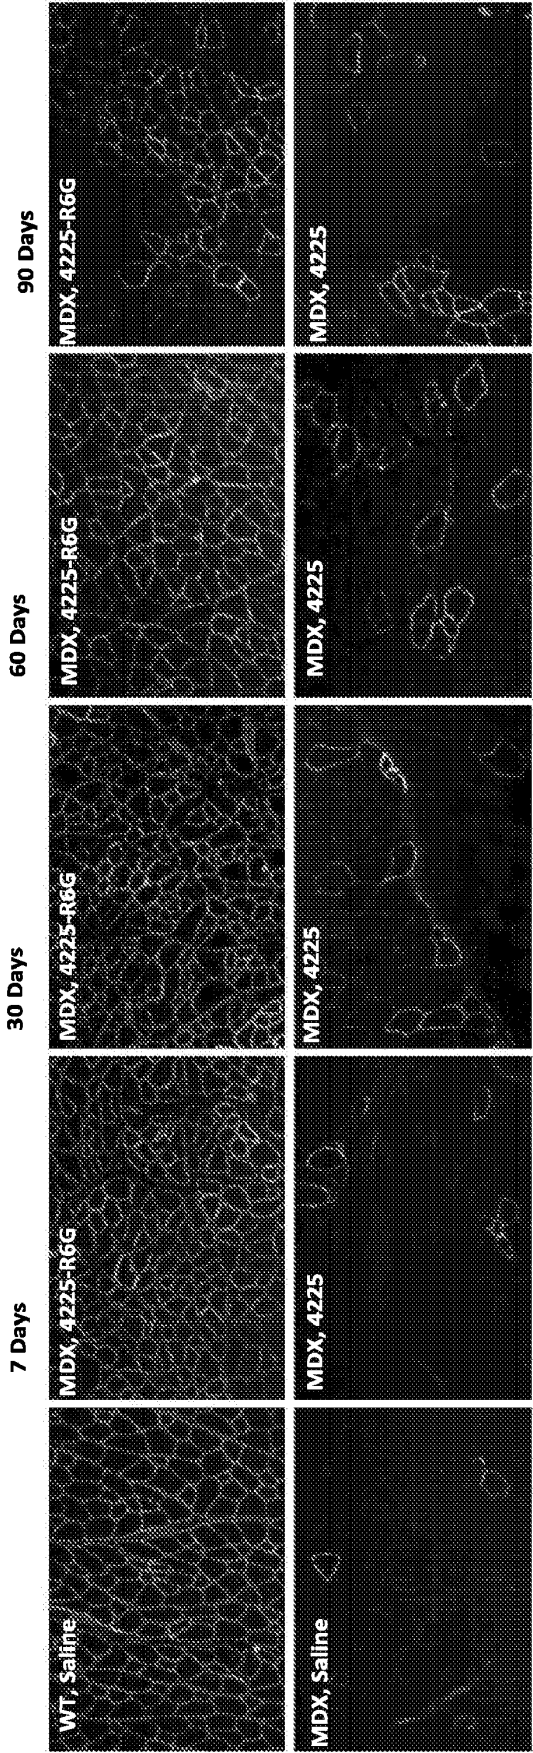 7 Days
30 Days
60 Days
90 Days
WT, Saline
MDX, 4225-R6G
MDX, 4225-R6G
MDX, 4225-R6G
MDX, 4225-R6G
MDX, Saline
MDX, 4225
MDX, 4225
MDX, 4225
MDX, 4225